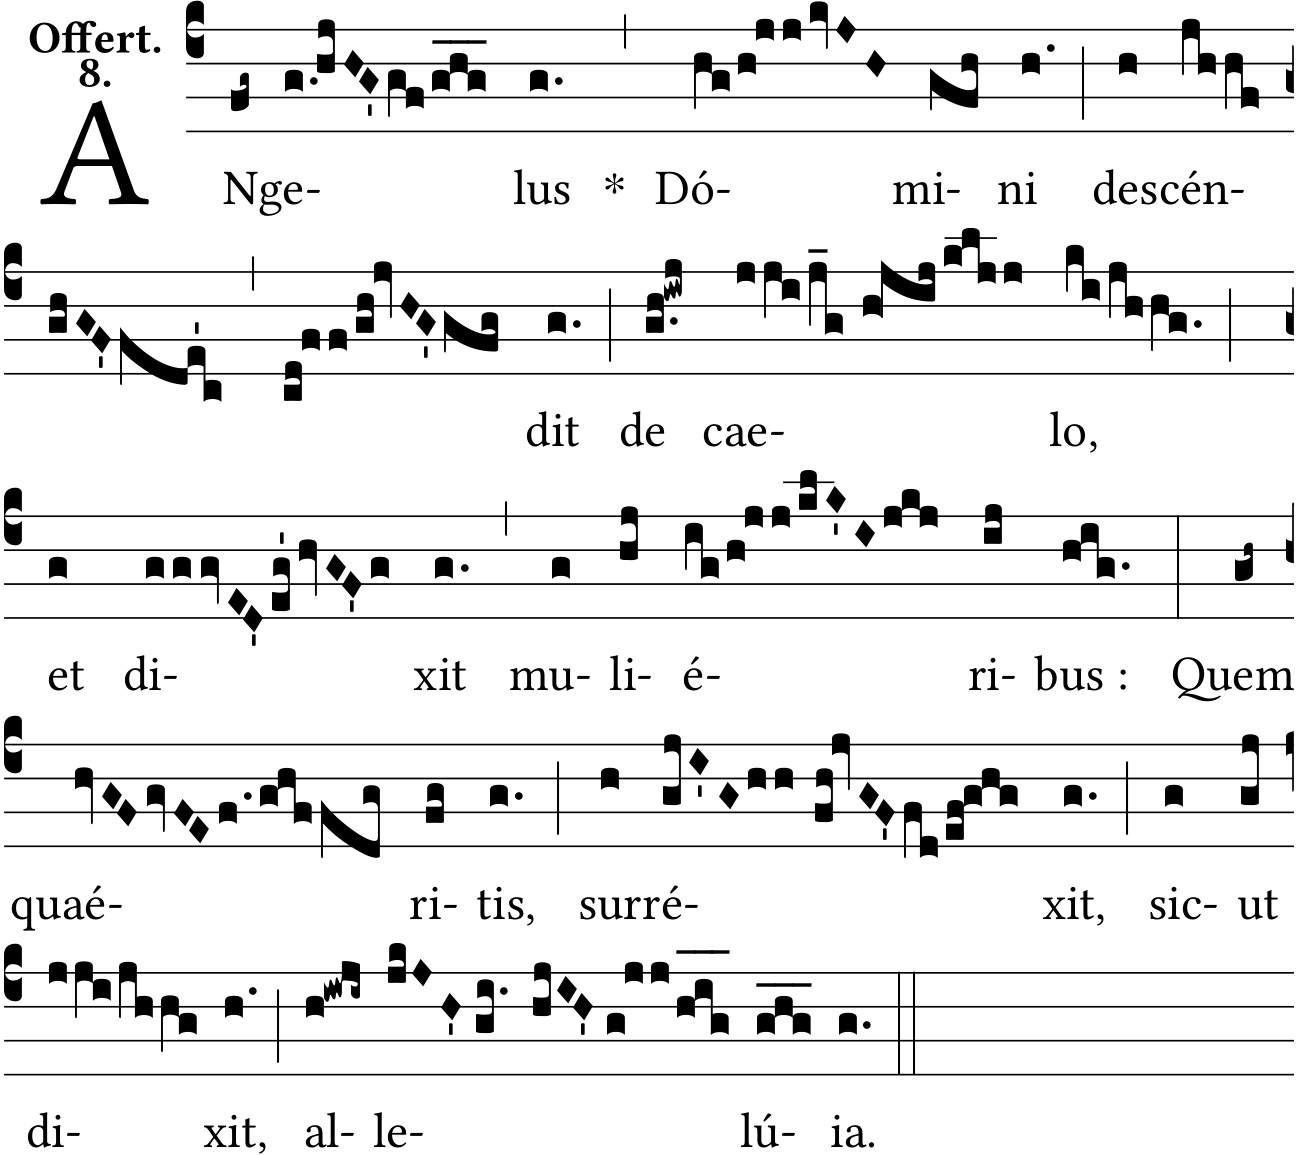 Offert.
8.
ANge- lus * Dó- mi- ni descén-
dit de cae- lo,
et di- xit mu- li- é- ri- bus : Quem
quaé- ri- tis, surré- xit, sic- ut
di- xit, al- le- lú- ia.